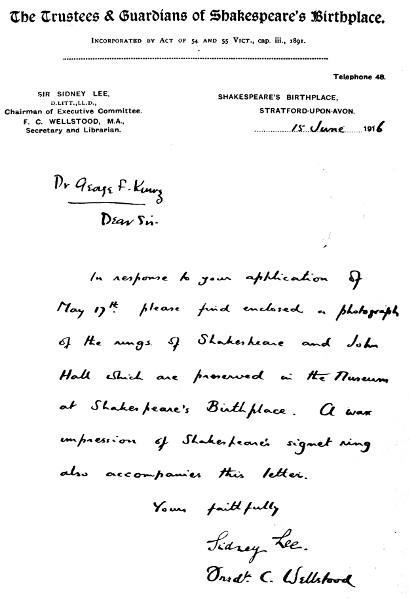 The Trustees & Guardians of Shakespeare's Birthplace.
Incorporated by Act of 54 and 55 Vict., cap. iii., 1891.
Telephone 48.
SIR SIDNEY LEE,
D.LITT., LL.D.,
Chairman of Executive Committee.
F. C. WELLSTOOD, M.A.,
Secretary and Librarian.
SHAKESPEARE'S BIRTHPLACE,
STRATFORD-UPON-AVON.
15 June 1916
Dr George F. Kunz
Dear Sir.
In response to your application of
May 17th. please find enclosed a photograph
of the rings of Shakespeare and John
Hall which are preserved in the Museum
at Shakespeare's Birthplace. A wax
impression of Shakespeare's signet ring
also accompanies this letter.
Yours faithfully
Sidney Lee.
C. Wellstood